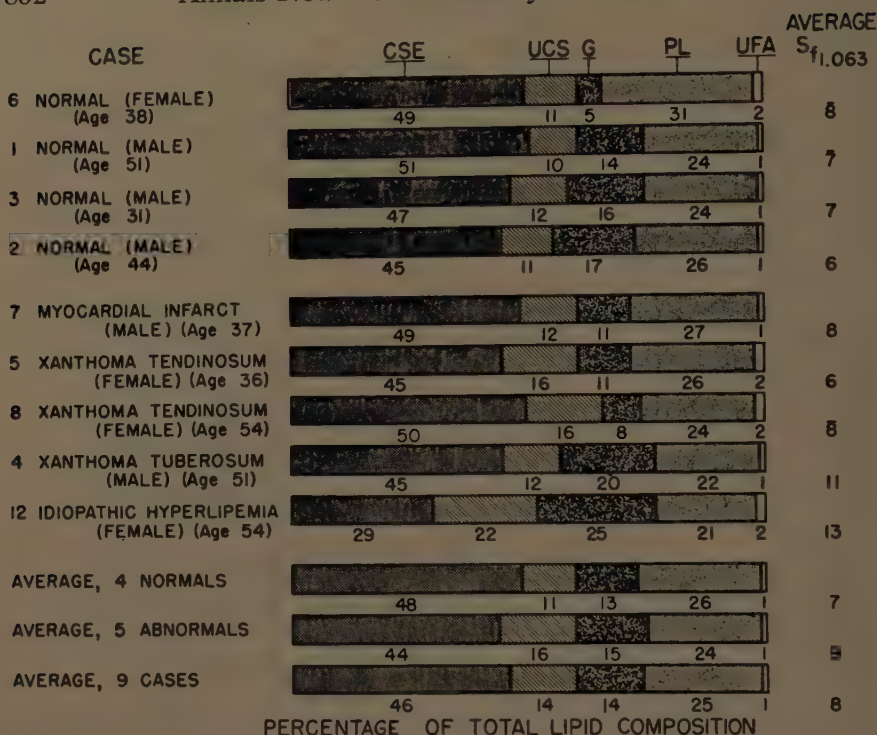 AVERAGE
CASE CSE UCS G PL UFA Sf1.063
6 NORMAL (FEMALE)
(Age 38) 49 11 5 31 2 8
1 NORMAL (MALE)
(Age 51) 51 10 14 24 1 7
3 NORMAL (MALE)
(Age 31) 47 12 16 24 1 7
2 NORMAL (MALE)
(Age 44) 45 11 17 26 1 6
7 MYOCARDIAL INFARCT
(MALE) (Age 37) 49 12 11 27 1 8
5 XANTHOMA TENDINOSUM
(FEMALE) (Age 36) 45 16 11 26 2 6
8 XANTHOMA TENDINOSUM
(FEMALE) (Age 54) 50 16 8 24 2 8
4 XANTHOMA TUBEROSUM
(MALE) (Age 51) 45 12 20 22 1 11
12 IDIOPATHIC HYPERLIPEMIA
(FEMALE) (Age 54) 29 22 25 21 2 13
AVERAGE, 4 NORMALS
48 11 13 26 1 7
AVERAGE, 5 ABNORMALS
44 16 15 24 1 9
AVERAGE, 9 CASES
46 14 14 25 1 8
PERCENTAGE OF TOTAL LIPID COMPOSITION